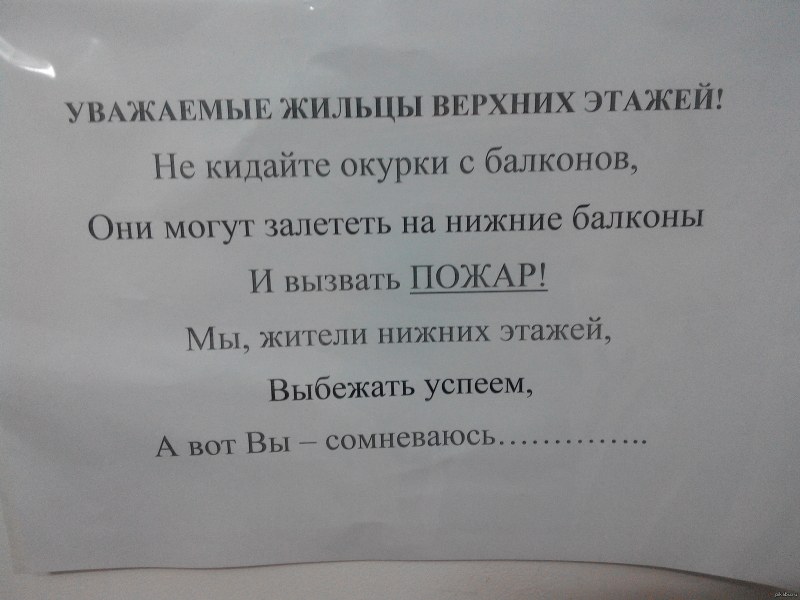 УВАЖАЕМЫЕ ЖИЛЬЦЫ ВЕРХНИХ ЭТАЖЕЙ!
Не кидайте окурки с балконов,
Они могут залететь на нижние балконы
И вызвать ПОЖАР!
Мы, жители нижних этажей,
Выбежать успеем,
А вот Вы – сомневаюсь…………..